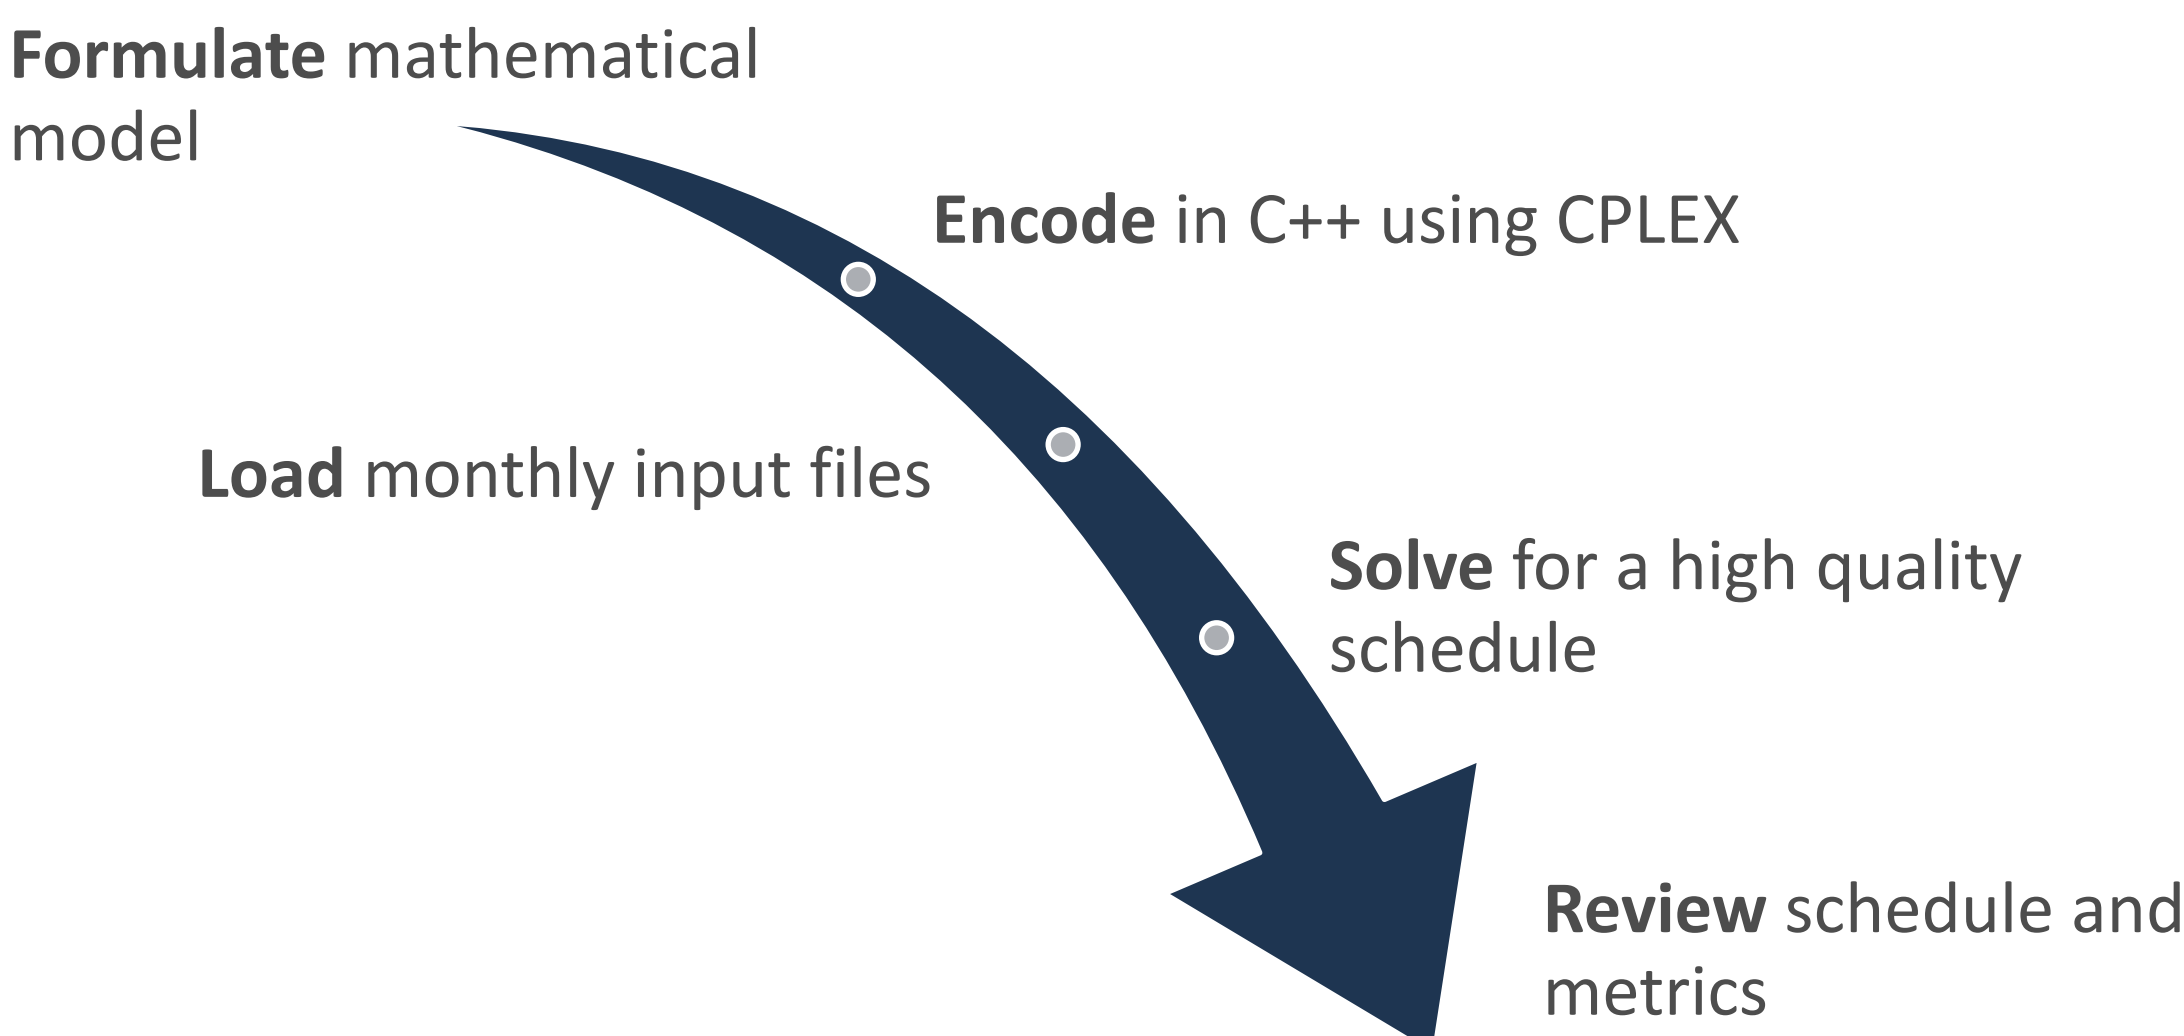 Formulate mathematical
model
Encode in C++ using CPLEX
Load monthly input files
Solve for a high quality
schedule
Review schedule and
metrics